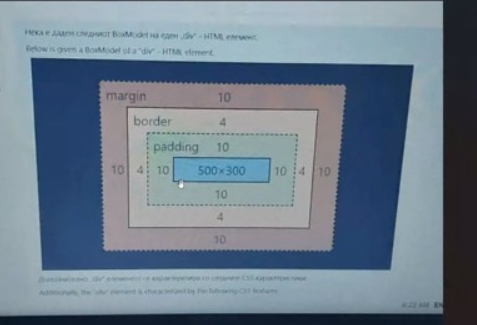 Нека е даден следниот BoxModel на еден „div" - HTML елемент.
Below is given a BoxModel of a "div" - HTML element.
margin 10
border 4
padding 10
10 4 10 500×300 10 4 10
10
4
10
Дополнително, „div" елементот се карактеризира со следните CSS карактеристики:
Additionally, the "div" element is characterized by the following CSS features:
8:22 AM EN